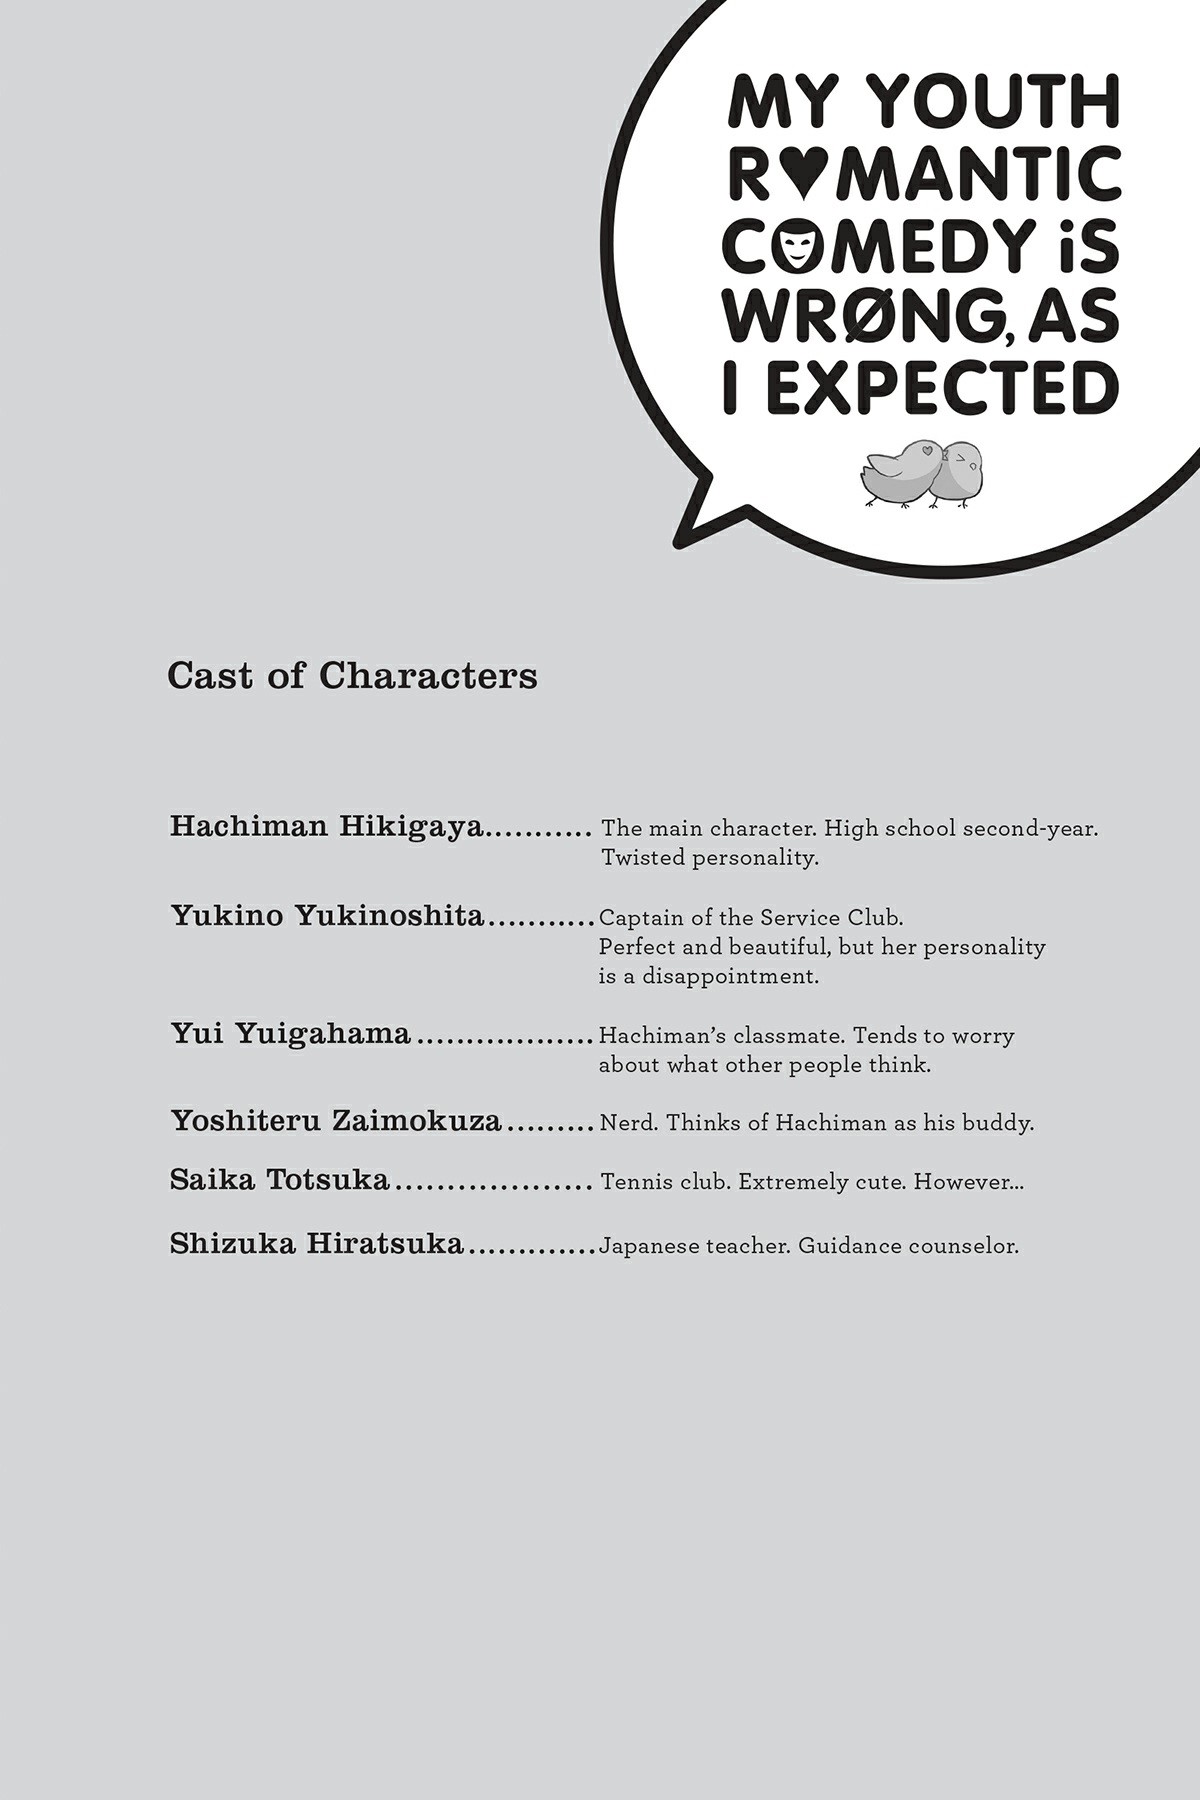 MY YOUTH
R♥MANTIC
COMEDY iS
WRØNG, AS
I EXPECTED
Cast of Characters
Hachiman Hikigaya........... The main character. High school second-year.
Twisted personality.
Yukino Yukinoshita...........Captain of the Service Club.
Perfect and beautiful, but her personality
is a disappointment.
Yui Yuigahama..................Hachiman’s classmate. Tends to worry
about what other people think.
Yoshiteru Zaimokuza.........Nerd. Thinks of Hachiman as his buddy.
Saika Totsuka.................... Tennis club. Extremely cute. However...
Shizuka Hiratsuka.............Japanese teacher. Guidance counselor.